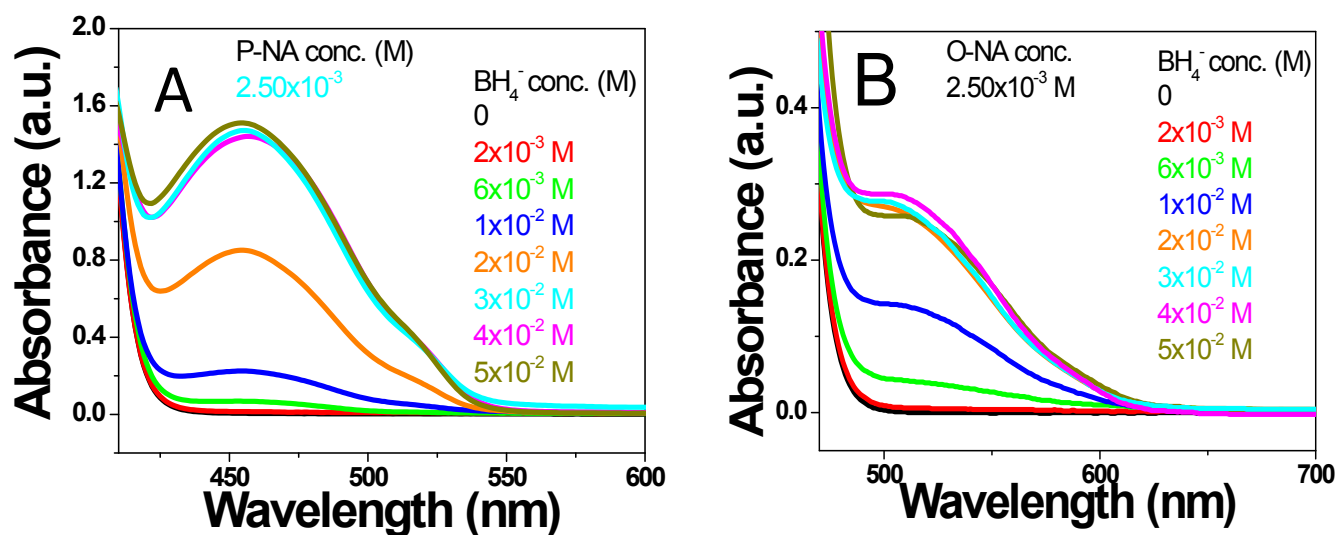 A
P-NA conc. (M)
2.50x10⁻³
BH₄⁻ conc. (M)
0
2x10⁻³ M
6x10⁻³ M
1x10⁻² M
2x10⁻² M
3x10⁻² M
4x10⁻² M
5x10⁻² M
Absorbance (a.u.)
2.0
1.6
1.2
0.8
0.4
0.0
450
500
550
600
Wavelength (nm)
B
O-NA conc.
2.50x10⁻³ M
BH₄⁻ conc. (M)
0
2x10⁻³ M
6x10⁻³ M
1x10⁻² M
2x10⁻² M
3x10⁻² M
4x10⁻² M
5x10⁻² M
Absorbance (a.u.)
0.4
0.2
0.0
500
600
700
Wavelength (nm)